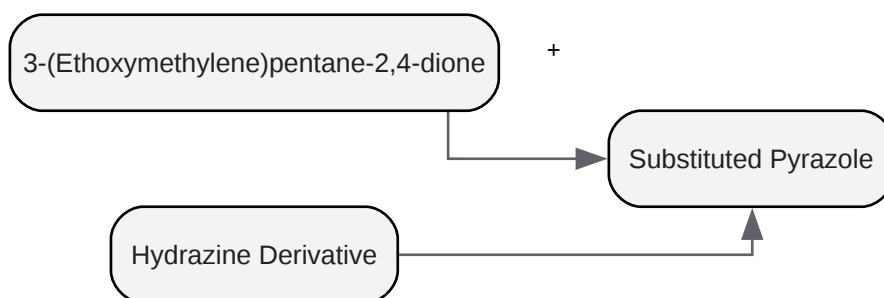 3-(Ethoxymethylene)pentane-2,4-dione
+
Substituted Pyrazole
Hydrazine Derivative